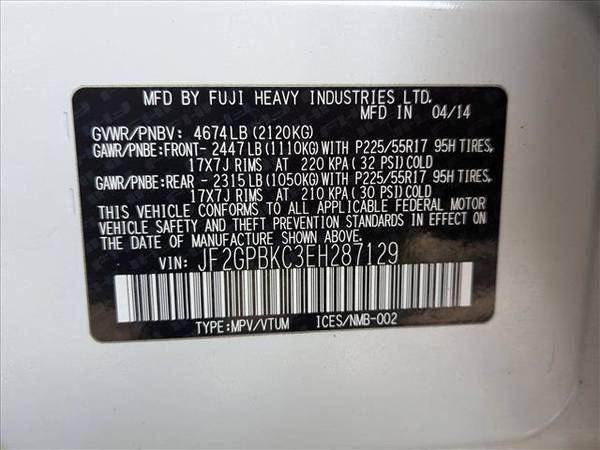 MFD BY FUJI HEAVY INDUSTRIES LTD.
MFD IN 04/14
GVWR/PNBV: 4674LB(2120KG)
GAWR/PNBE:FRONT-2447LB(1110KG)WITH P225/55R17 95H TIRES,
17X7J RIMS AT 220 KPA(32 PSI)COLD
GAWR/PNBE:REAR -2315LB(1050KG)WITH P225/55R17 95H TIRES,
17X7J RIMS AT 210 KPA(30 PSI)COLD
THIS VEHICLE CONFORMS TO ALL APPLICABLE FEDERAL MOTOR
VEHICLE SAFETY AND THEFT PREVENTION STANDARDS IN EFFECT
ON THE DATE OF MANUFACTURE SHOWN ABOVE.
VIN: JF2GPBKC3EH287129
TYPE:MPV/VTUM ICES/NMB-002